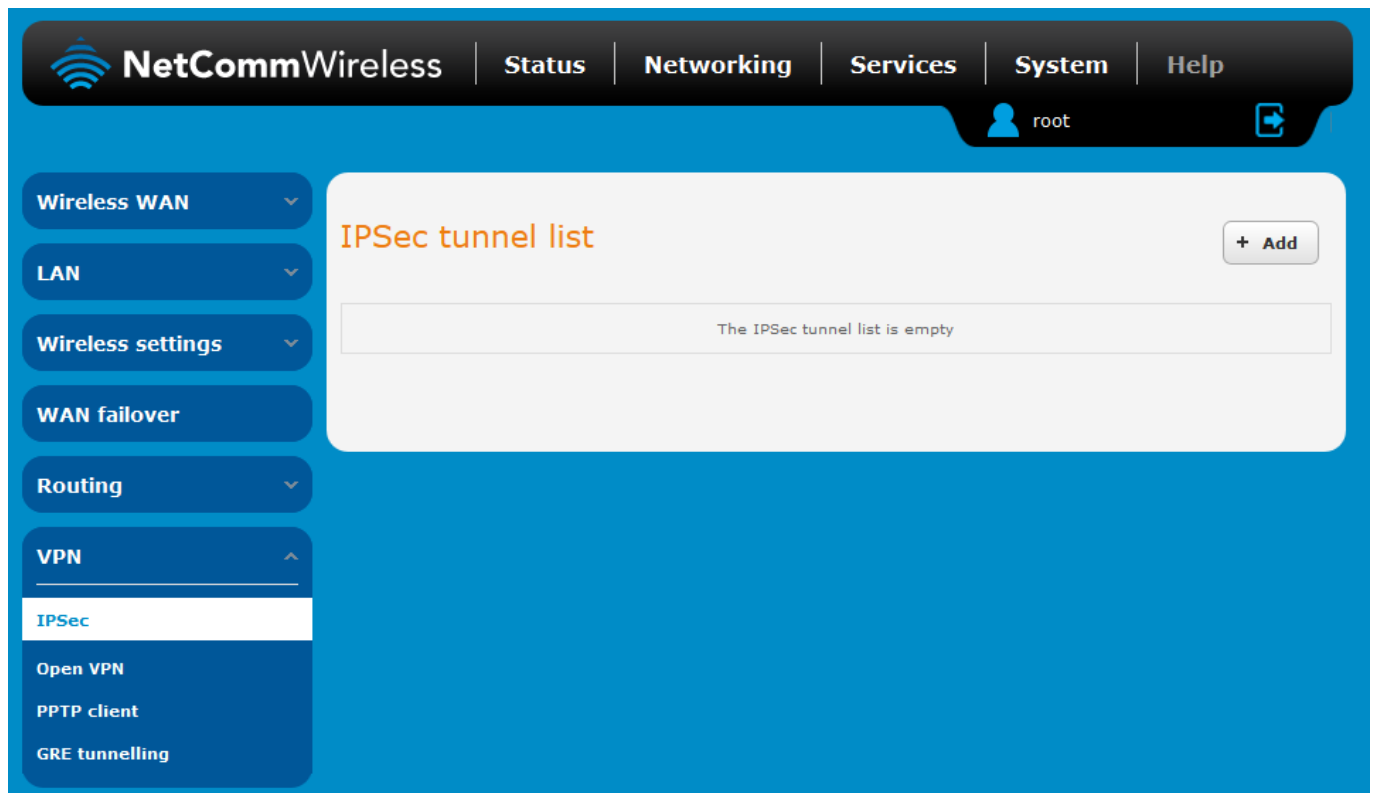 NetCommWireless Status Networking Services System Help
root
Wireless WAN
LAN
Wireless settings
WAN failover
Routing
VPN
IPSec
Open VPN
PPTP client
GRE tunnelling
IPSec tunnel list
+ Add
The IPSec tunnel list is empty